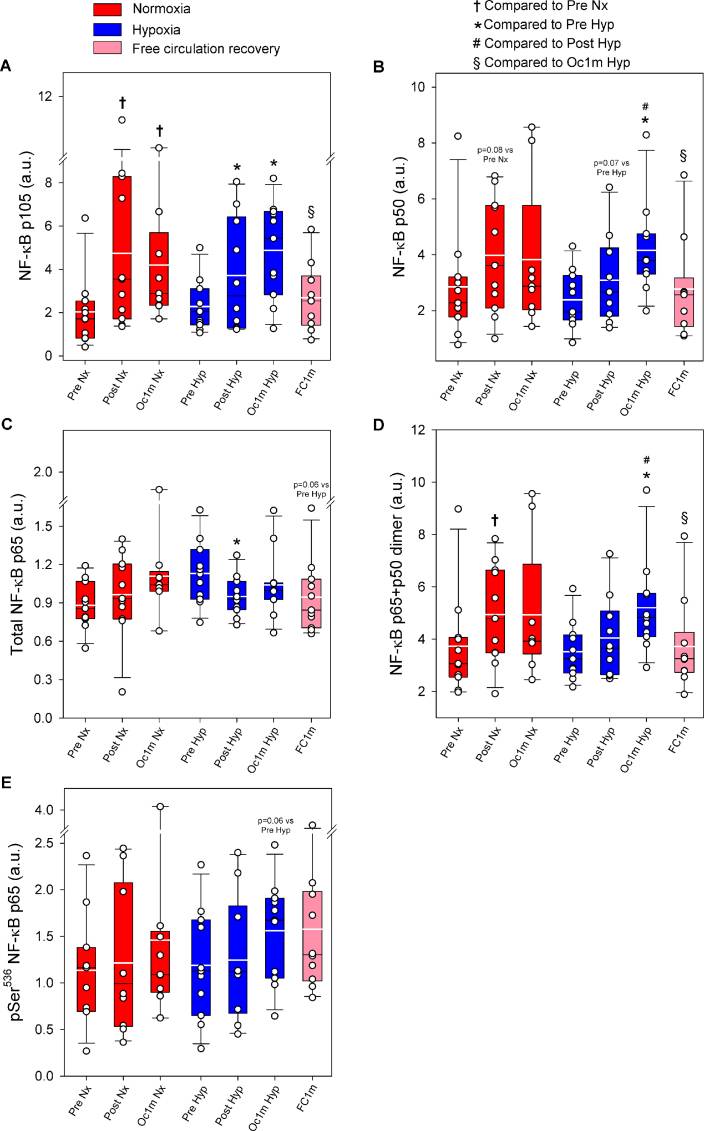 Normoxia
Hypoxia
Free circulation recovery
† Compared to Pre Nx
* Compared to Pre Hyp
# Compared to Post Hyp
§ Compared to Oc1m Hyp
A
NF-κB p105 (a.u.)
12
8
6
4
2
0
†
†
*
*
§
Pre Nx
Post Nx
Oc1m Nx
Pre Hyp
Post Hyp
Oc1m Hyp
FC1m
B
NF-κB p50 (a.u.)
10
8
6
4
2
p=0.08 vs
Pre Nx
p=0.07 vs
Pre Hyp
#
*
§
Pre Nx
Post Nx
Oc1m Nx
Pre Hyp
Post Hyp
Oc1m Hyp
FC1m
C
Total NF-κB p65 (a.u.)
2.0
1.5
1.2
0.9
0.6
0.3
0.0
*
p=0.06 vs
Pre Hyp
Pre Nx
Post Nx
Oc1m Nx
Pre Hyp
Post Hyp
Oc1m Hyp
FC1m
D
NF-κB p65+p50 dimer (a.u.)
12
10
8
6
4
2
†
#
*
§
Pre Nx
Post Nx
Oc1m Nx
Pre Hyp
Post Hyp
Oc1m Hyp
FC1m
E
pSer536 NF-κB p65 (a.u.)
4.0
2.5
2.0
1.5
1.0
0.5
0.0
p=0.06 vs
Pre Hyp
Pre Nx
Post Nx
Oc1m Nx
Pre Hyp
Post Hyp
Oc1m Hyp
FC1m